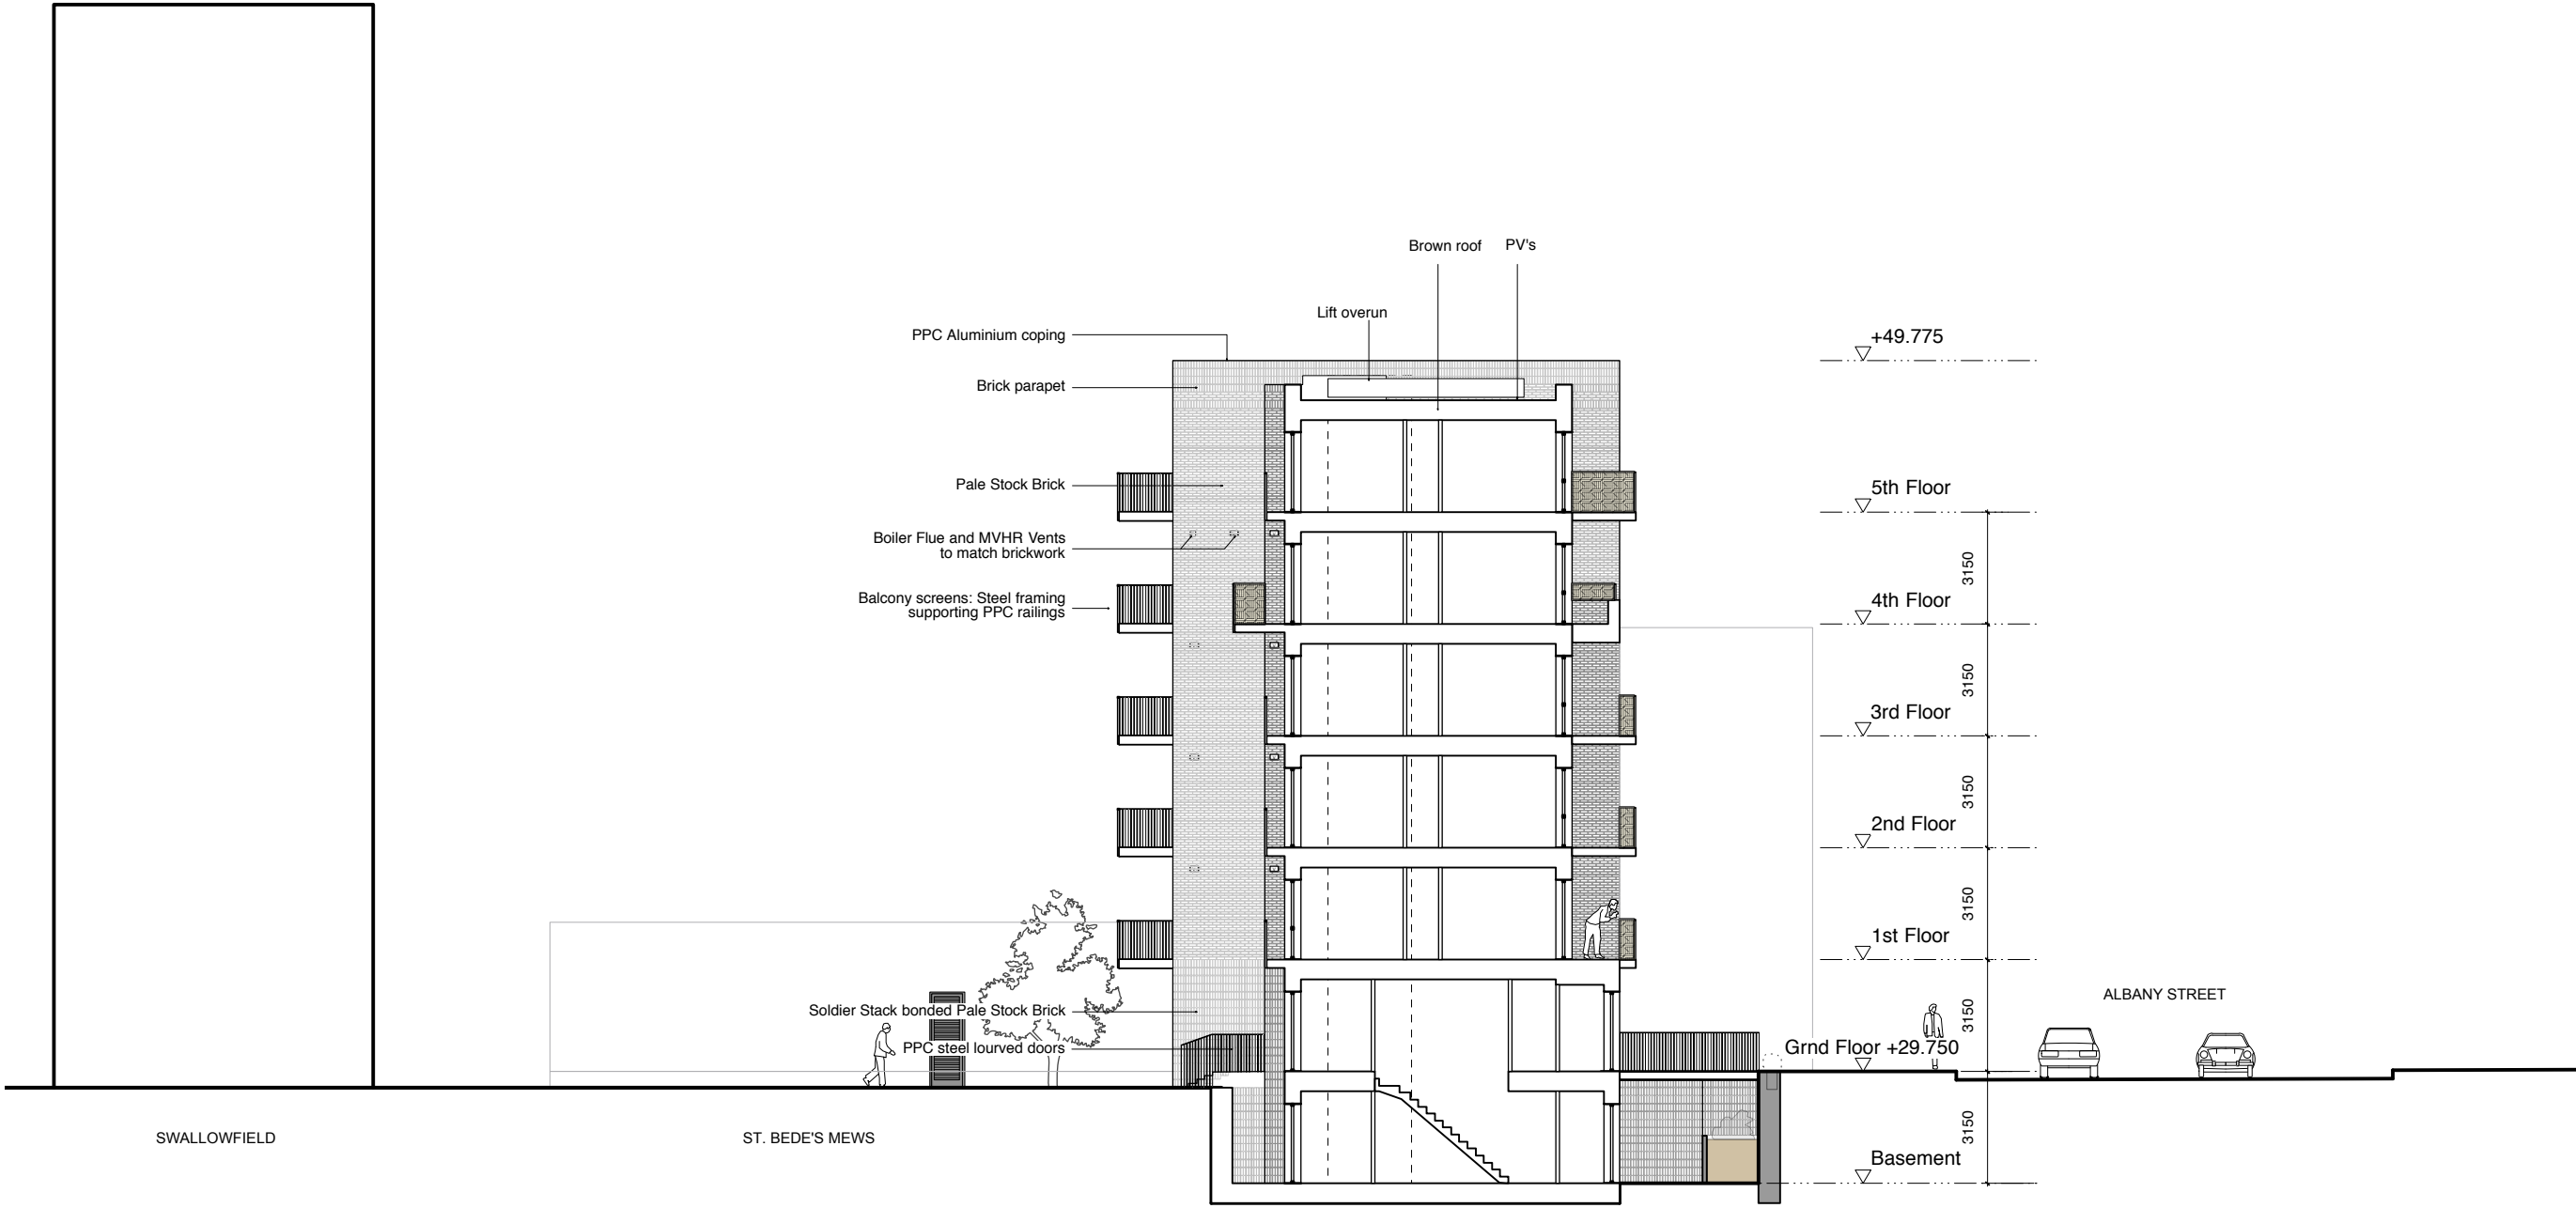 Brown roof
PV's
Lift overun
PPC Aluminium coping
+49.775
Brick parapet
Pale Stock Brick
5th Floor
Boiler Flue and MVHR Vents
to match brickwork
3150
Balcony screens: Steel framing
supporting PPC railings
4th Floor
3150
3rd Floor
3150
2nd Floor
3150
1st Floor
ALBANY STREET
Soldier Stack bonded Pale Stock Brick
3150
PPC steel lourved doors
Grnd Floor +29.750
SWALLOWFIELD
ST. BEDE'S MEWS
3150
Basement